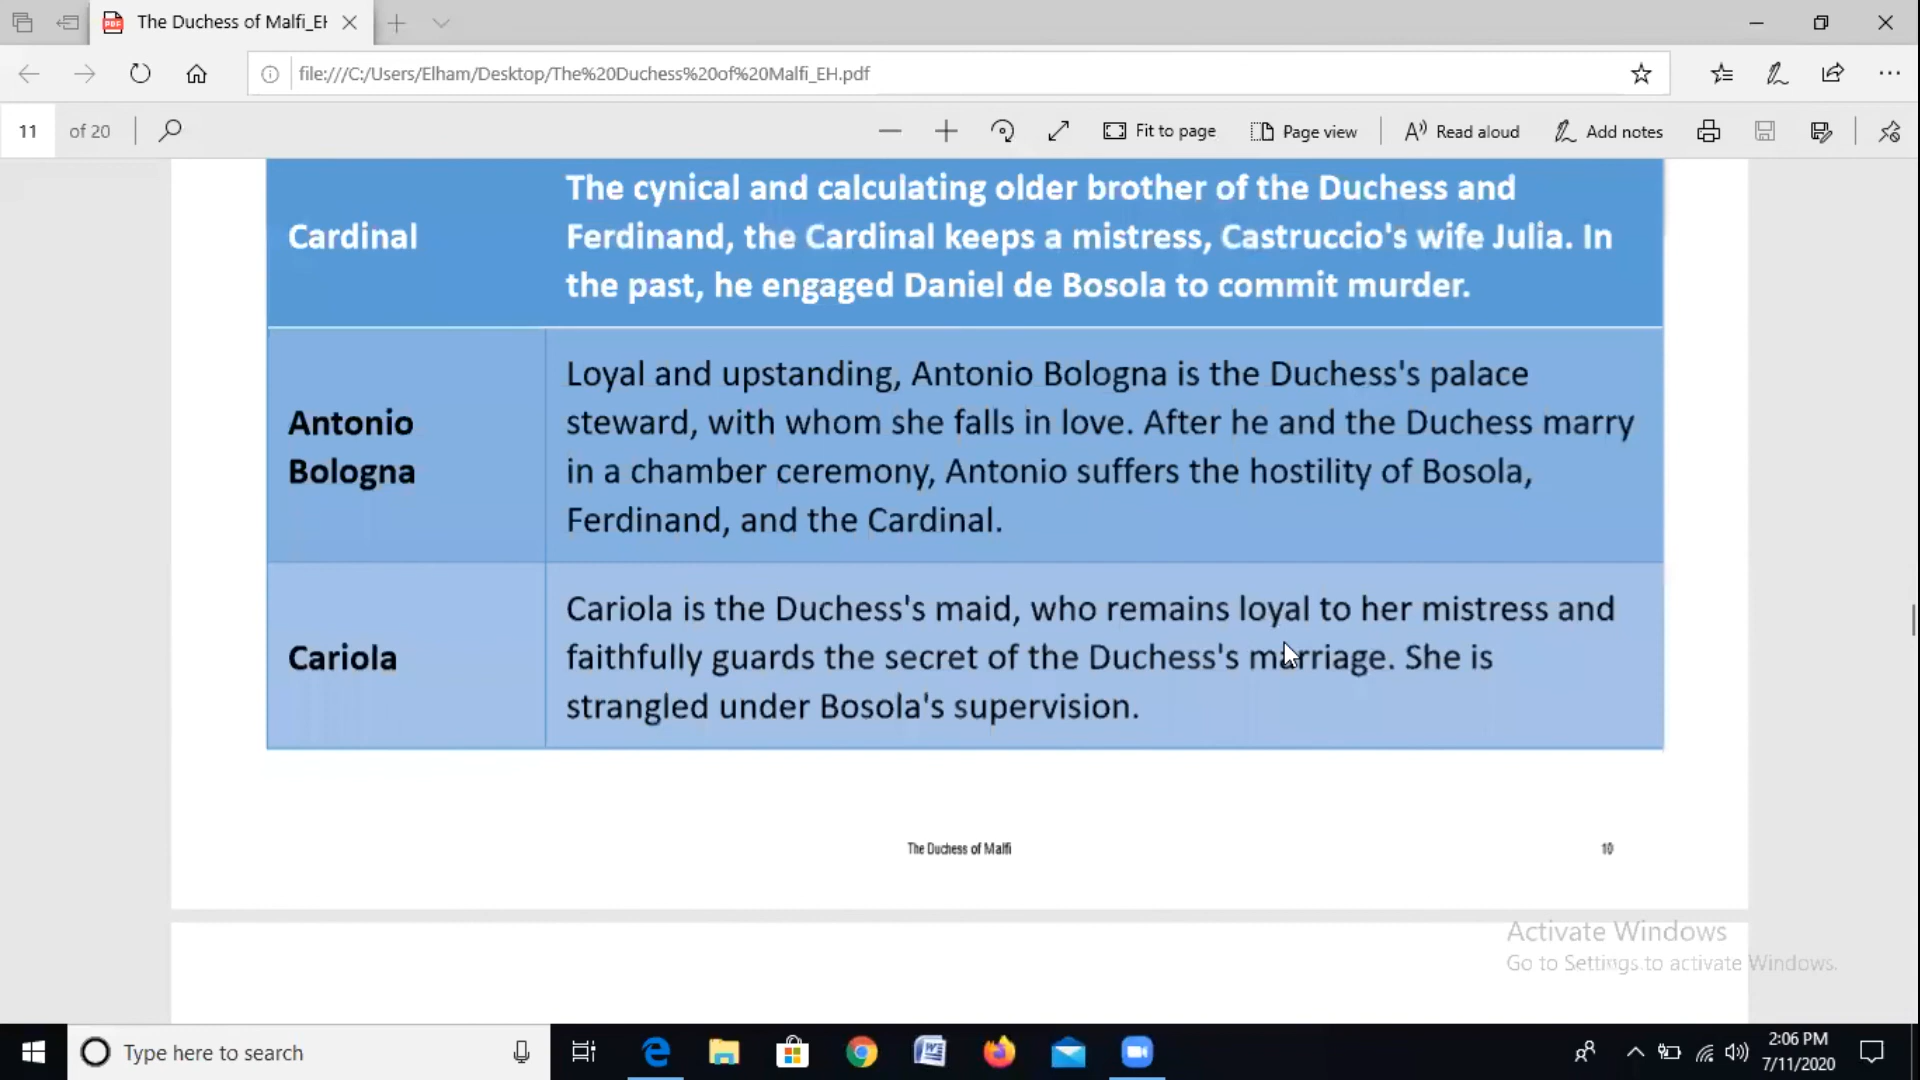 The Duchess of Malfi_EH
file:///C:/Users/Elham/Desktop/The%20Duchess%20of%20Malfi_EH.pdf
11 of 20
Fit to page
Page view
Read aloud
Add notes
Cardinal
The cynical and calculating older brother of the Duchess and
Ferdinand, the Cardinal keeps a mistress, Castruccio's wife Julia. In
the past, he engaged Daniel de Bosola to commit murder.
Antonio
Bologna
Loyal and upstanding, Antonio Bologna is the Duchess's palace
steward, with whom she falls in love. After he and the Duchess marry
in a chamber ceremony, Antonio suffers the hostility of Bosola,
Ferdinand, and the Cardinal.
Cariola
Cariola is the Duchess's maid, who remains loyal to her mistress and
faithfully guards the secret of the Duchess's marriage. She is
strangled under Bosola's supervision.
The Duchess of Malfi
10
Activate Windows
Go to Settings to activate Windows.
Type here to search
2:06 PM
7/11/2020